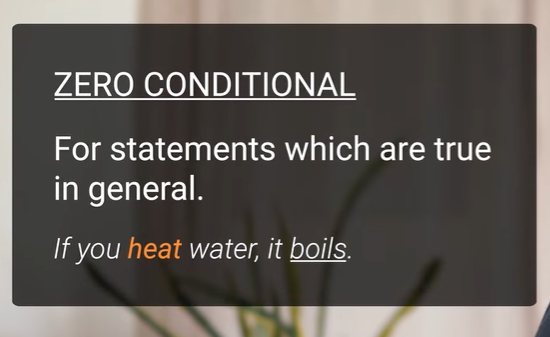 ZERO CONDITIONAL
For statements which are true
in general.
If you heat water, it boils.